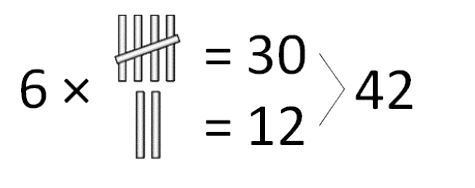 = 30
6 ×
42
= 12